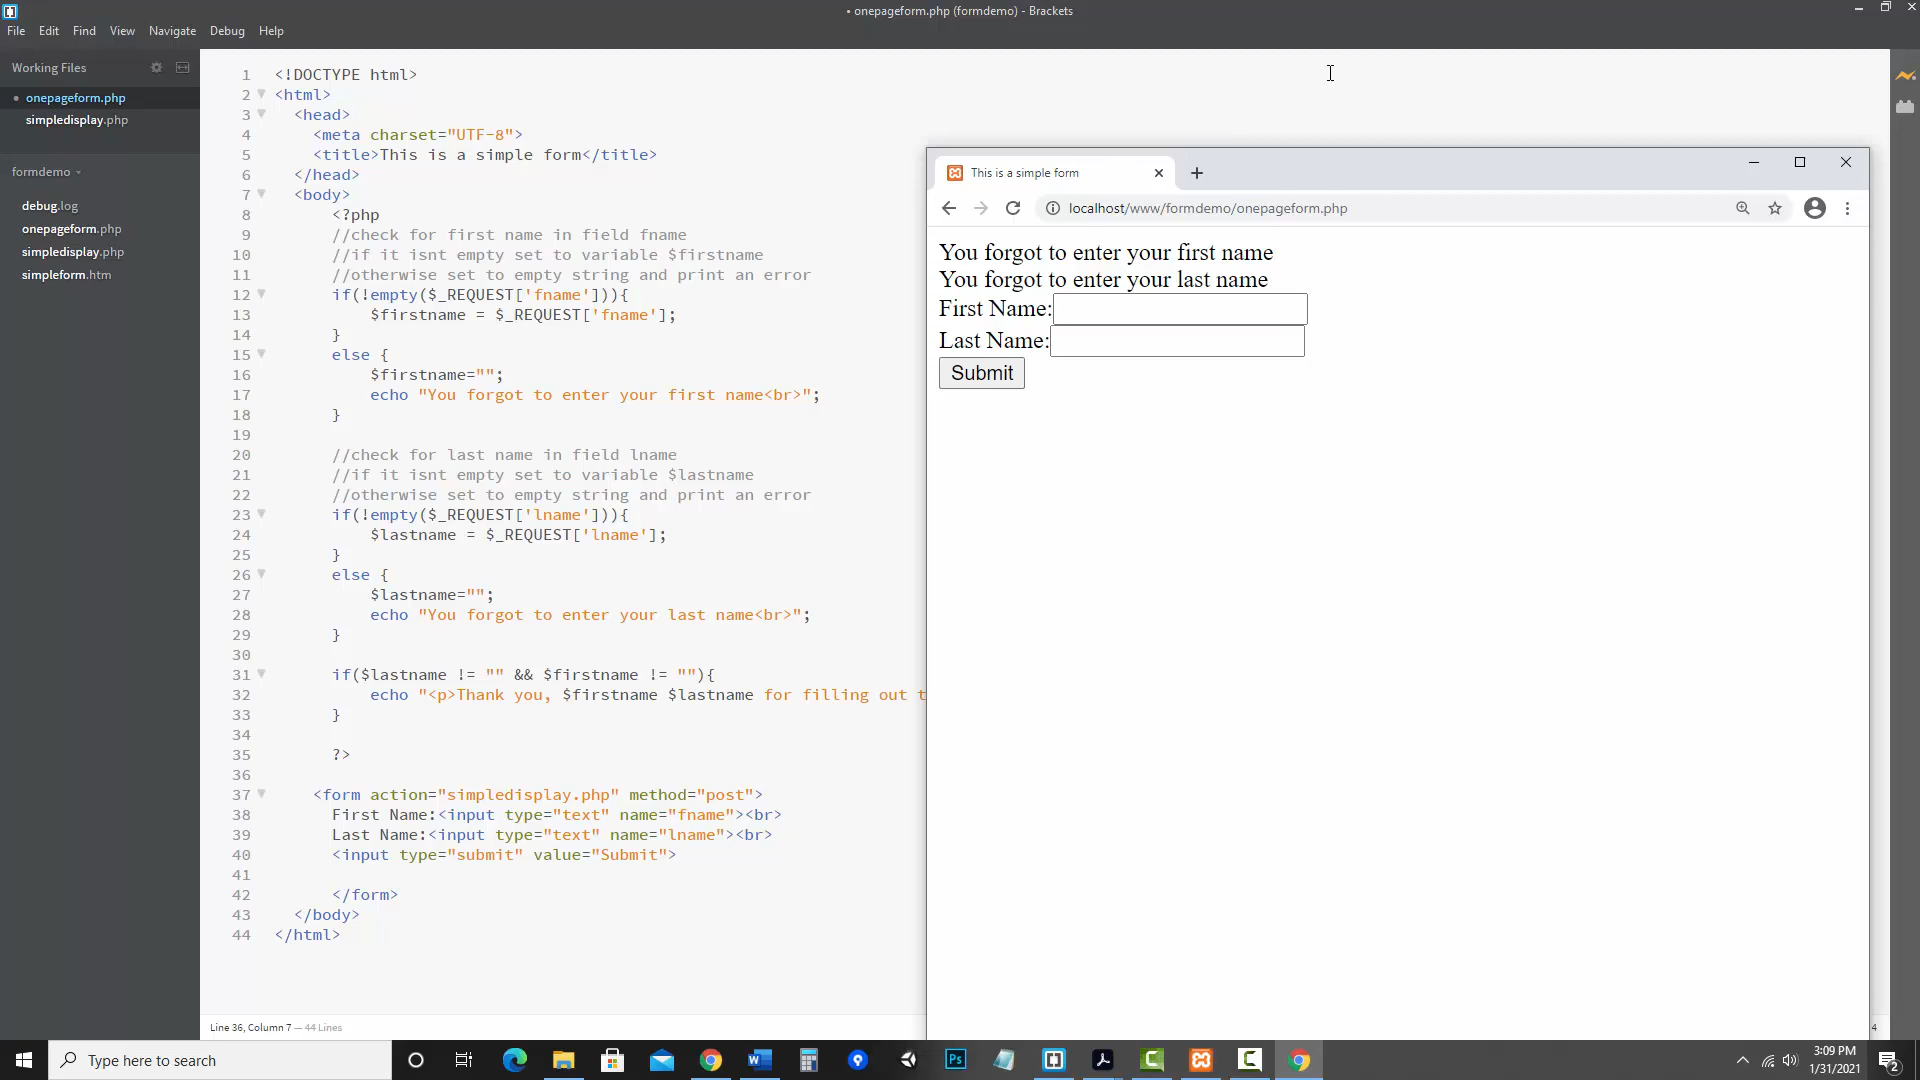 onepageform.php (formdemo) - Brackets
File Edit Find View Navigate Debug Help
Working Files
onepageform.php
simpledisplay.php
formdemo
debug.log
onepageform.php
simpledisplay.php
simpleform.htm
1 <!DOCTYPE html>
2 <html>
3 <head>
4 <meta charset="UTF-8">
5 <title>This is a simple form</title>
6 </head>
7 <body>
8 <?php
9 //check for first name in field fname
10 //if it isnt empty set to variable $firstname
11 //otherwise set to empty string and print an error
12 if(!empty($_REQUEST['fname'])){
13 $firstname = $_REQUEST['fname'];
14 }
15 else {
16 $firstname="";
17 echo "You forgot to enter your first name<br>";
18 }
19
20 //check for last name in field lname
21 //if it isnt empty set to variable $lastname
22 //otherwise set to empty string and print an error
23 if(!empty($_REQUEST['lname'])){
24 $lastname = $_REQUEST['lname'];
25 }
26 else {
27 $lastname="";
28 echo "You forgot to enter your last name<br>";
29 }
30
31 if($lastname != "" && $firstname != ""){
32 echo "<p>Thank you, $firstname $lastname for filling out t
33 }
34
35 ?>
36
37 <form action="simpledisplay.php" method="post">
38 First Name:<input type="text" name="fname"><br>
39 Last Name:<input type="text" name="lname"><br>
40 <input type="submit" value="Submit">
41
42 </form>
43 </body>
44 </html>
Line 36, Column 7 — 44 Lines
This is a simple form
localhost/www/formdemo/onepageform.php
You forgot to enter your first name
You forgot to enter your last name
First Name:
Last Name:
Submit
4
Type here to search
3:09 PM
1/31/2021
2